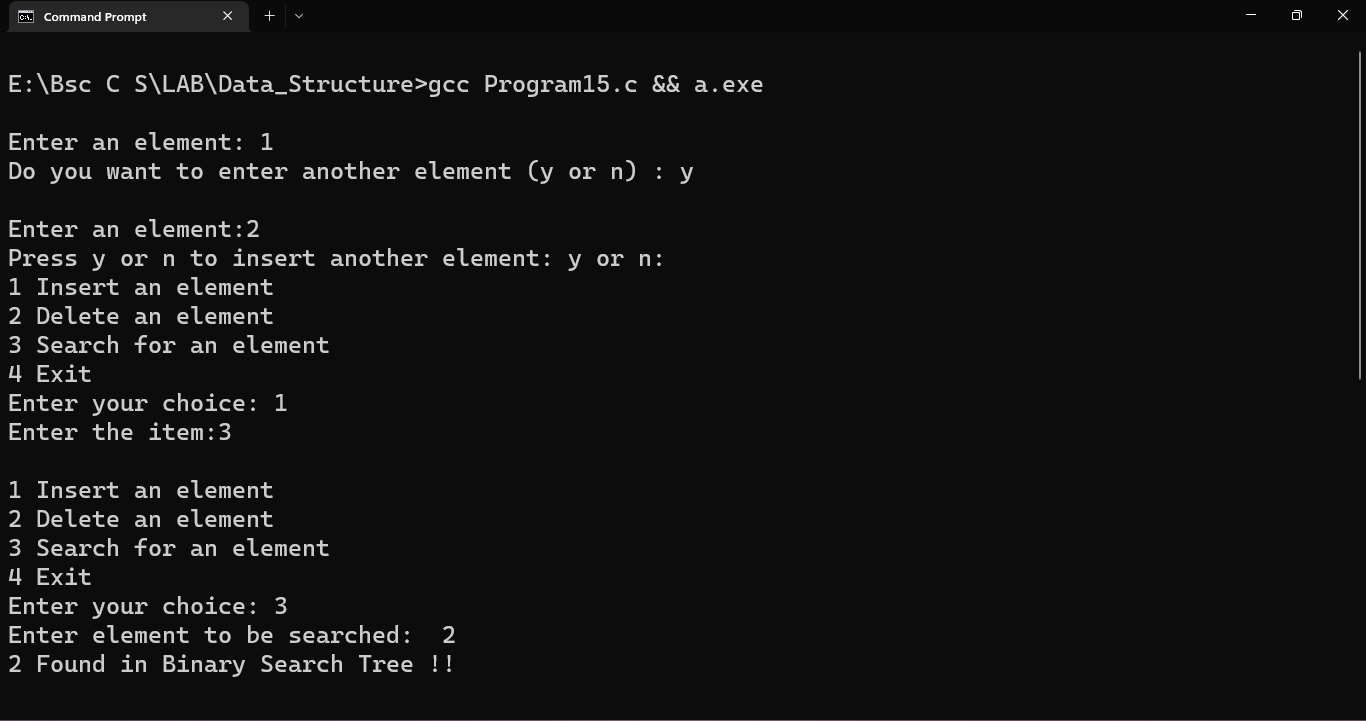 Command Prompt
E:\Bsc C S\LAB\Data_Structure>gcc Program15.c && a.exe
Enter an element: 1
Do you want to enter another element (y or n) : y
Enter an element:2
Press y or n to insert another element: y or n:
1 Insert an element
2 Delete an element
3 Search for an element
4 Exit
Enter your choice: 1
Enter the item:3
1 Insert an element
2 Delete an element
3 Search for an element
4 Exit
Enter your choice: 3
Enter element to be searched:  2
2 Found in Binary Search Tree !!